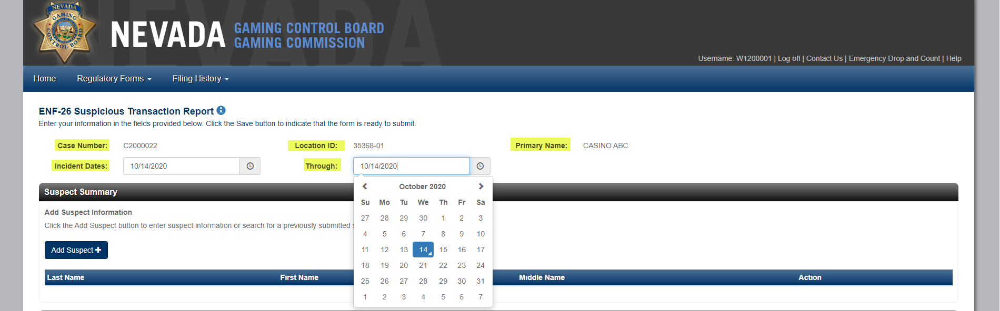 NEVADA
GAMING
CONTROL BOARD
NEVADA
NEVADA
GAMING CONTROL BOARD
GAMING COMMISSION
Username: W1200001 | Log off | Contact Us | Emergency Drop and Count | Help
Home Regulatory Forms Filing History
ENF-26 Suspicious Transaction Report
Enter your information in the fields provided below. Click the Save button to indicate that the form is ready to submit.
Case Number: C2000022 Location ID: 35368-01 Primary Name: CASINO ABC
Incident Dates: 10/14/2020 Through: 10/14/2020
Suspect Summary
Add Suspect Information
Click the Add Suspect button to enter suspect information or search for a previously submitted
Add Suspect
Last Name First Name Middle Name Action
October 2020
Su Mo Tu We Th Fr Sa
27 28 29 30 1 2 3
4 5 6 7 8 9 10
11 12 13 14 15 16 17
18 19 20 21 22 23 24
25 26 27 28 29 30 31
1 2 3 4 5 6 7